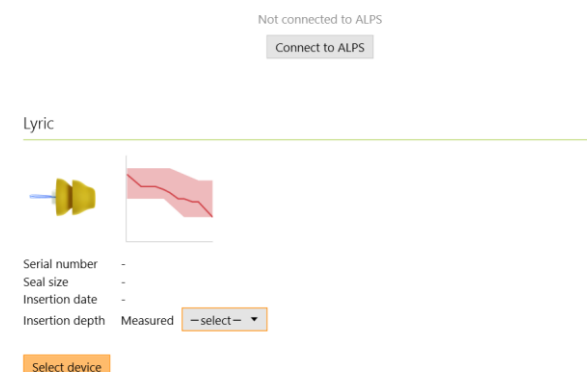 Not connected to ALPS
Connect to ALPS
Lyric
Serial number -
Seal size -
Insertion date -
Insertion depth Measured —select—
Select device